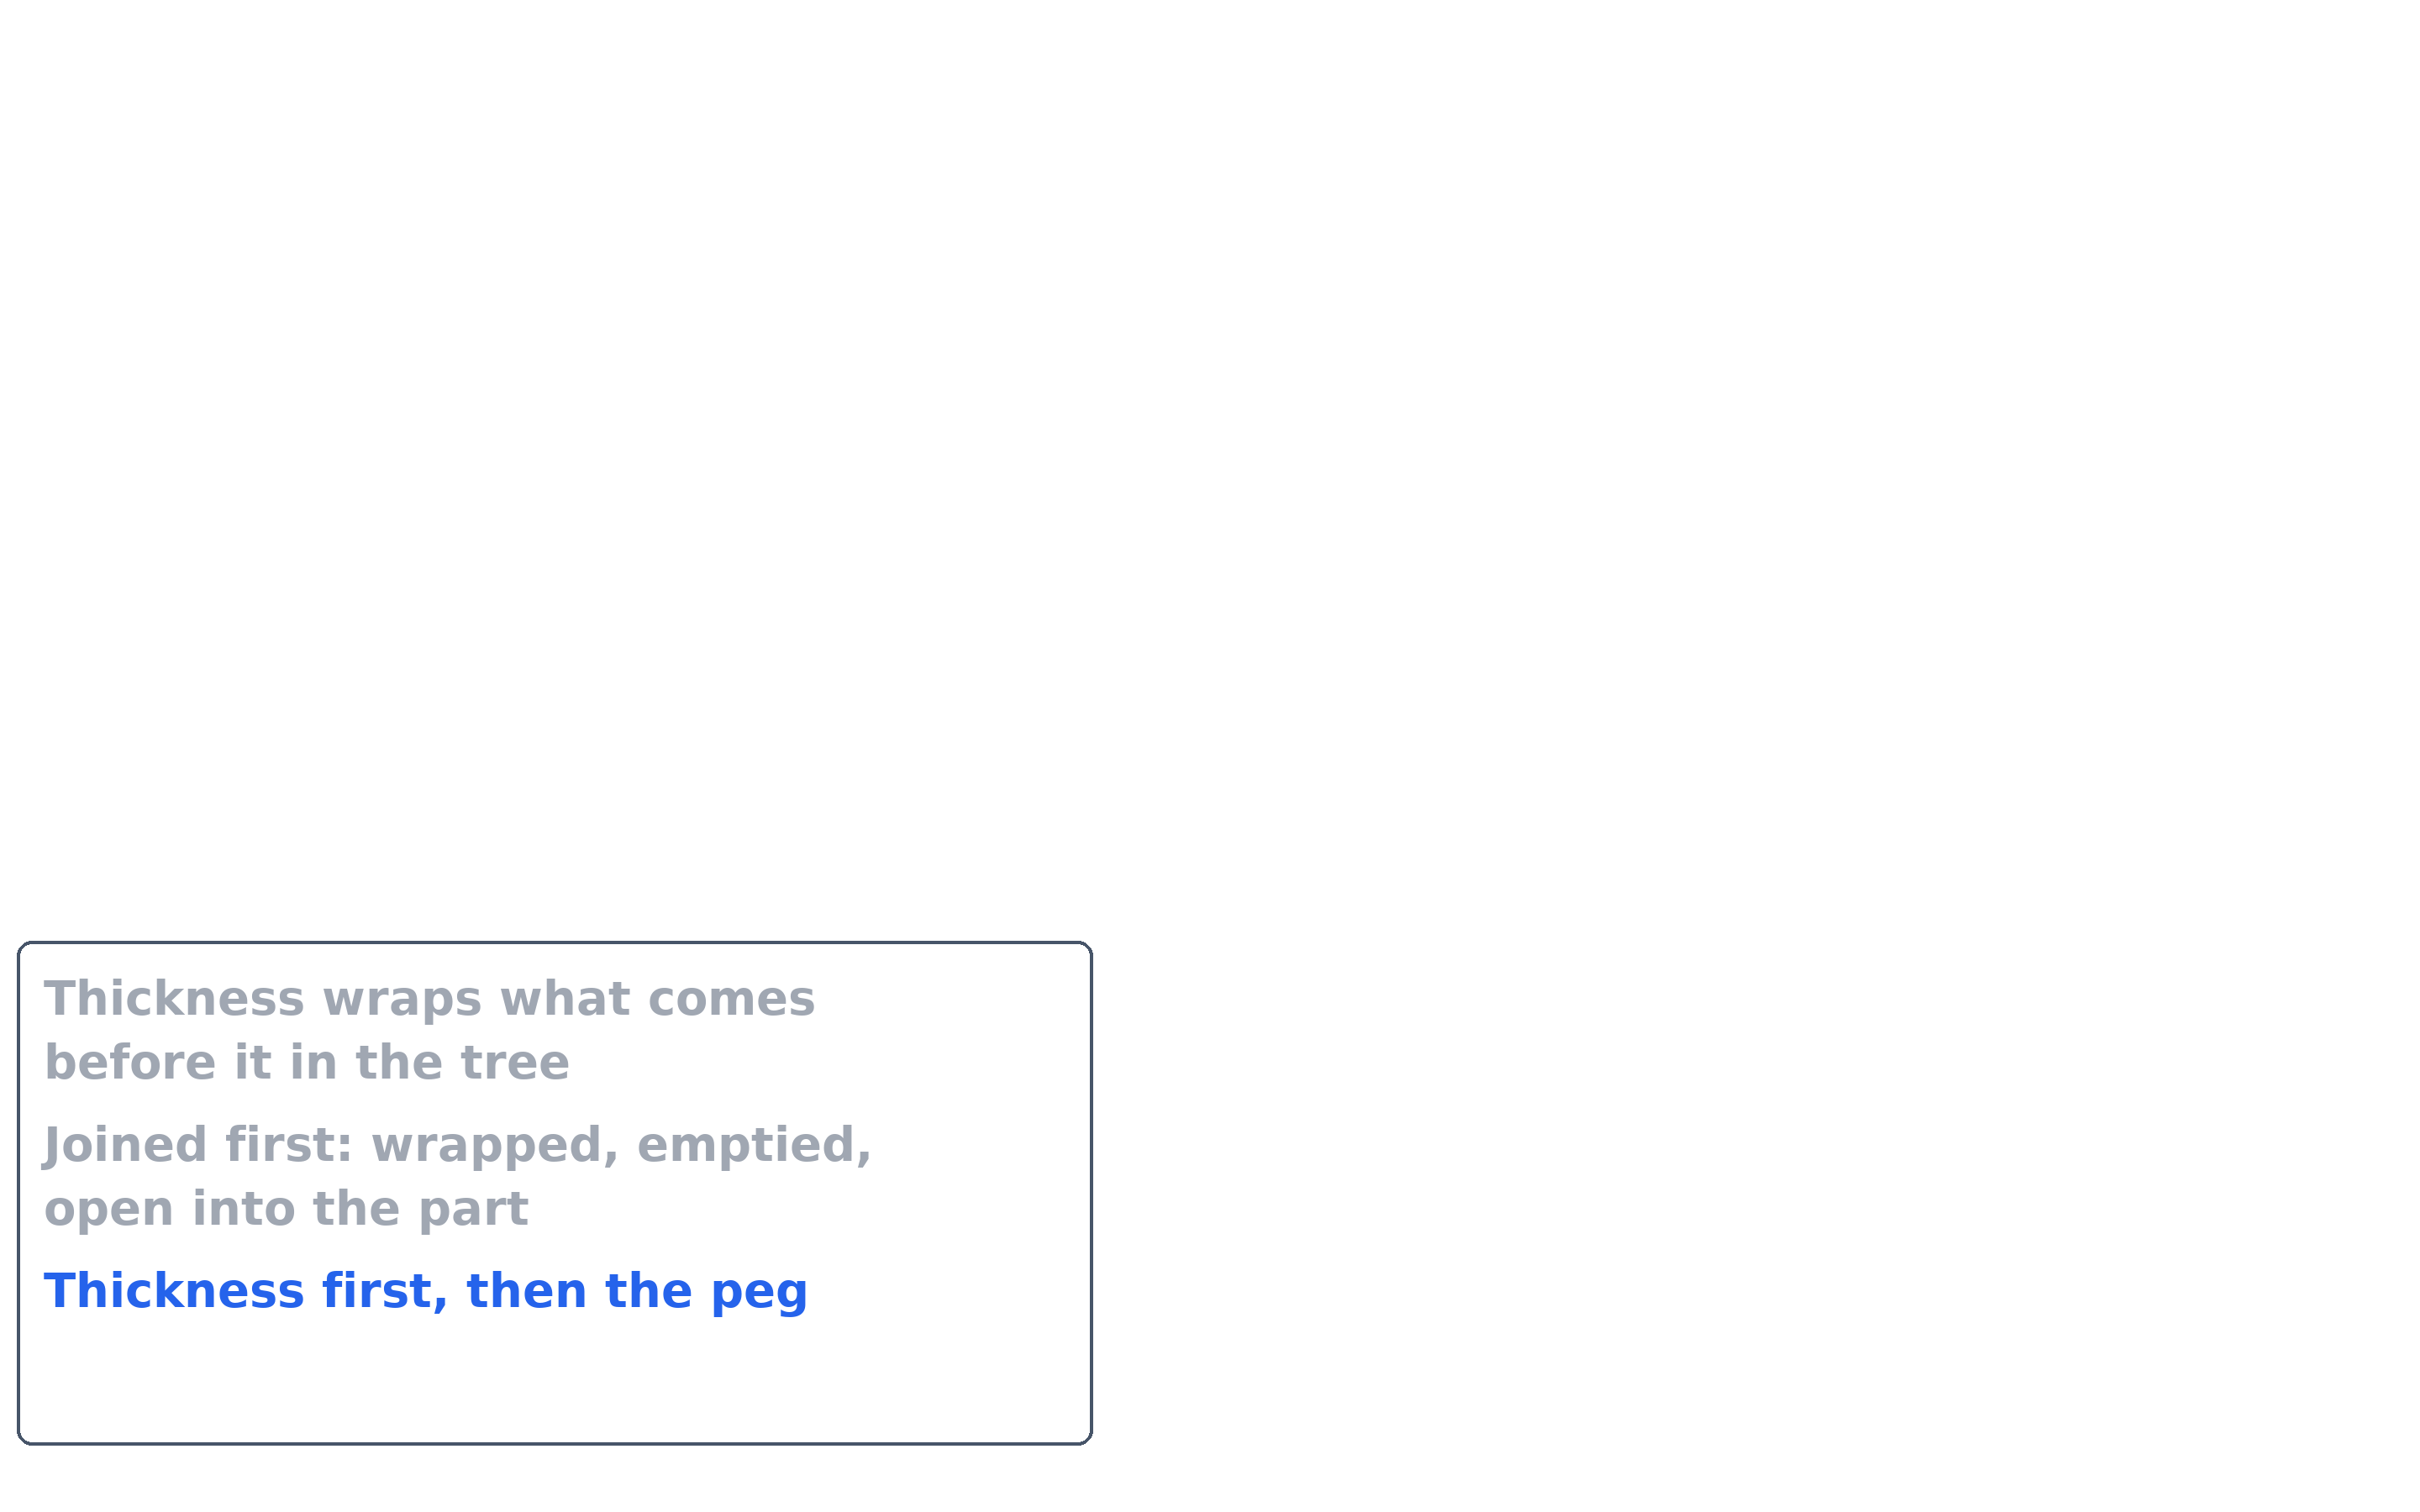 Thickness wraps what comes
before it in the tree
Joined first: wrapped, emptied,
open into the part
Thickness first, then the peg